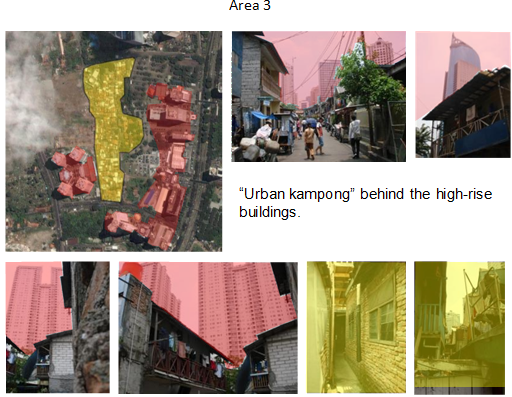 Area 3
“Urban kampong” behind the high-rise
buildings.